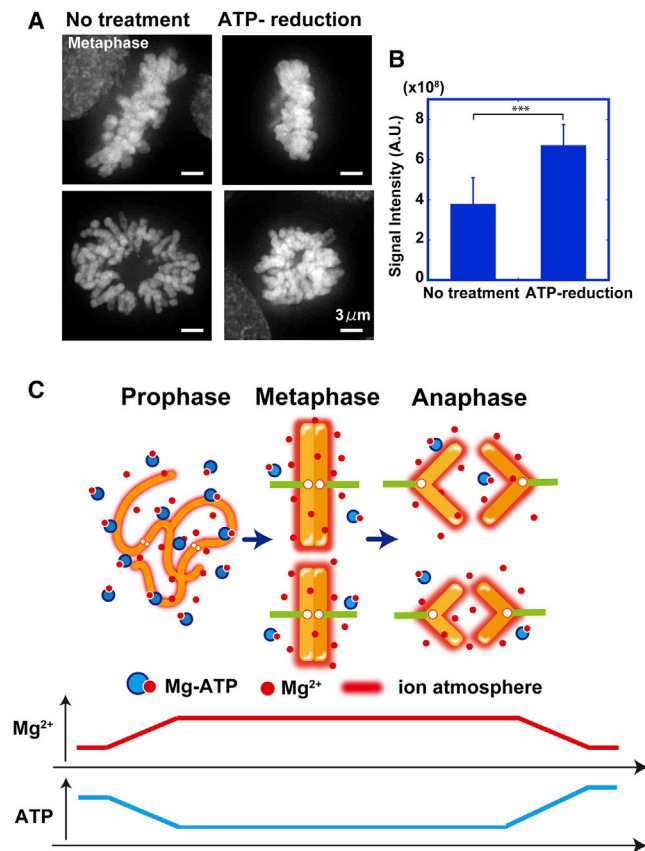 A
No treatment
ATP- reduction
Metaphase
3 μm
B
(x10⁸)
***
Signal Intensity (A.U.)
8
6
4
2
0
No treatment
ATP-reduction
C
Prophase
Metaphase
Anaphase
Mg-ATP
Mg²⁺
ion atmosphere
Mg²⁺
ATP